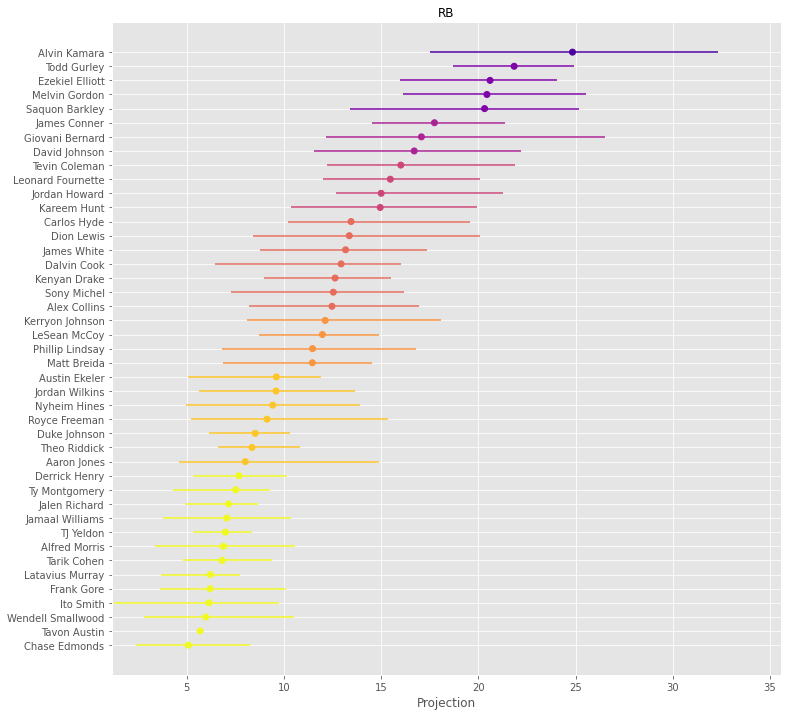 RB
Alvin Kamara
Todd Gurley
Ezekiel Elliott
Melvin Gordon
Saquon Barkley
James Conner
Giovani Bernard
David Johnson
Tevin Coleman
Leonard Fournette
Jordan Howard
Kareem Hunt
Carlos Hyde
Dion Lewis
James White
Dalvin Cook
Kenyan Drake
Sony Michel
Alex Collins
Kerryon Johnson
LeSean McCoy
Phillip Lindsay
Matt Breida
Austin Ekeler
Jordan Wilkins
Nyheim Hines
Royce Freeman
Duke Johnson
Theo Riddick
Aaron Jones
Derrick Henry
Ty Montgomery
Jalen Richard
Jamaal Williams
TJ Yeldon
Alfred Morris
Tarik Cohen
Latavius Murray
Frank Gore
Ito Smith
Wendell Smallwood
Tavon Austin
Chase Edmonds
5 10 15 20 25 30 35
Projection